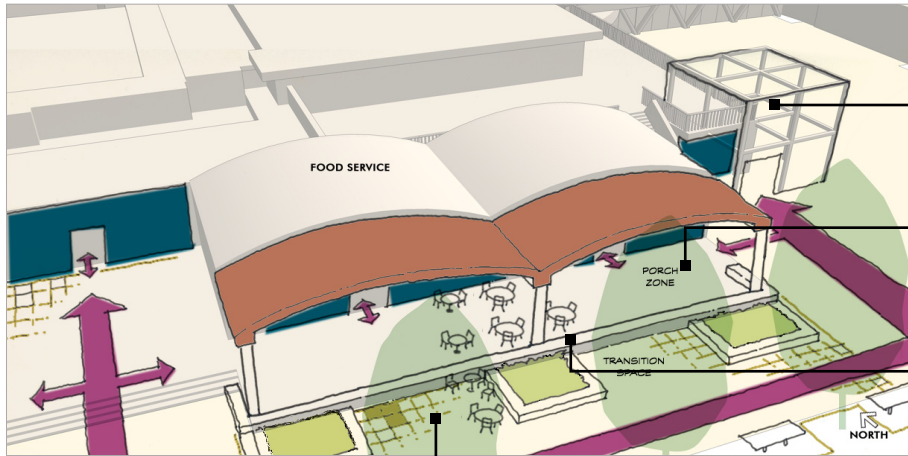 FOOD SERVICE
PORCH
ZONE
TRANSITION
SPACE
NORTH